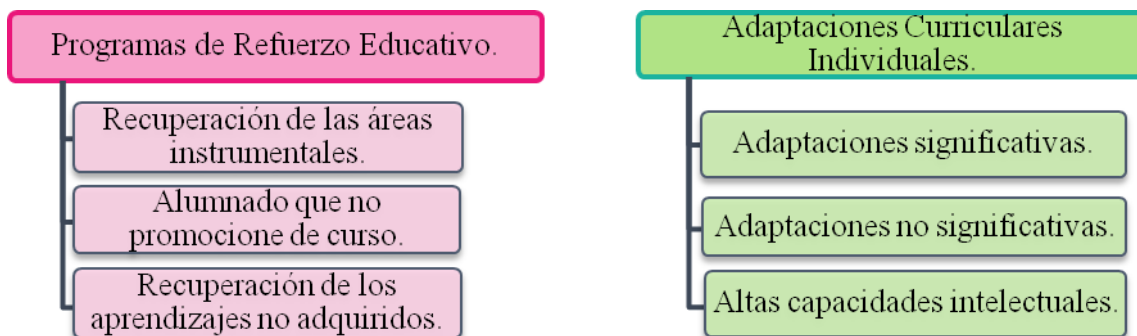 Programas de Refuerzo Educativo.
Recuperación de las áreas
instrumentales.
Alumnado que no
promocione de curso.
Recuperación de los
aprendizajes no adquiridos.
Adaptaciones Curriculares
Individuales.
Adaptaciones significativas.
Adaptaciones no significativas.
Altas capacidades intelectuales.